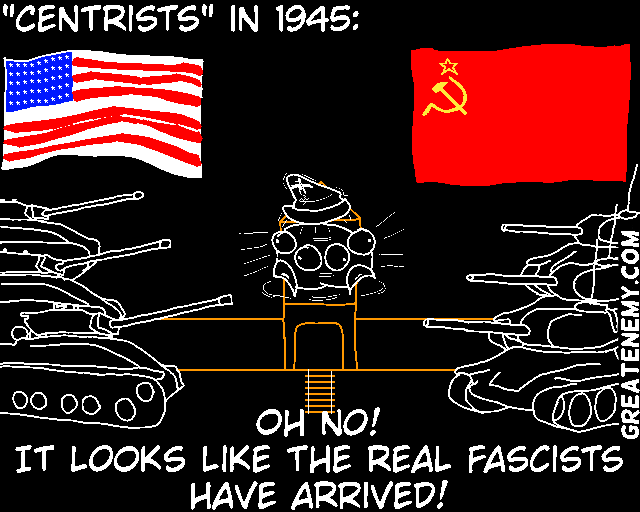 "CENTRISTS" IN 1945:
GREATENEMY.COM
OH NO!
IT LOOKS LIKE THE REAL FASCISTS
HAVE ARRIVED!